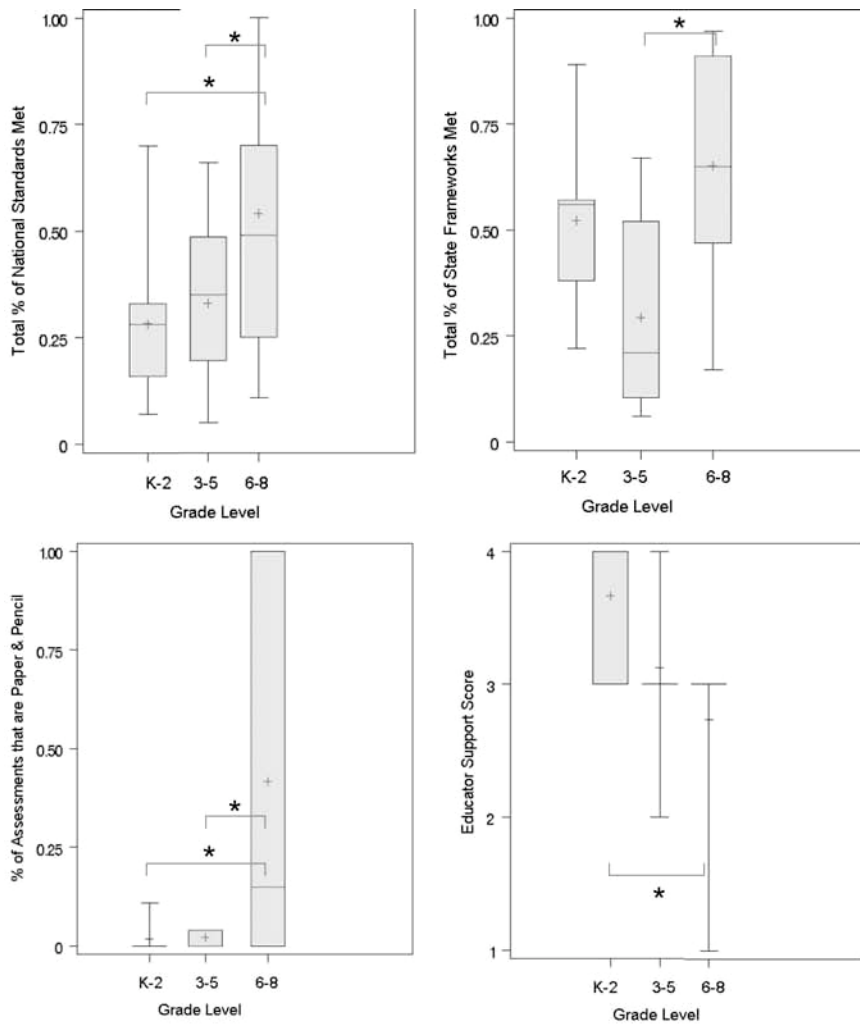 Total % of National Standards Met
1.00
0.75
0.50
0.25
0
*
*
K-2 3-5 6-8
Grade Level
Total % of State Frameworks Met
1.00
0.75
0.50
0.25
0
*
K-2 3-5 6-8
Grade Level
% of Assessments that are Paper & Pencil
1.00
0.75
0.50
0.25
0
*
*
K-2 3-5 6-8
Grade Level
Educator Support Score
4
3
2
1
*
K-2 3-5 6-8
Grade Level